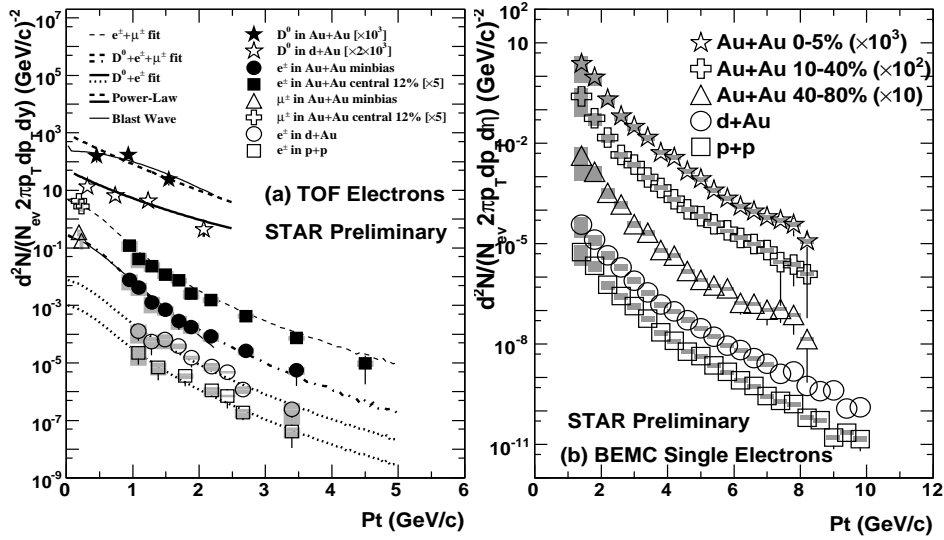 d²N/(N_ev 2πp_T dp_T dy) (GeV/c)⁻²
10⁷
10⁵
10³
10
10⁻¹
10⁻³
10⁻⁵
10⁻⁷
10⁻⁹
e± + μ± fit
D⁰+e±+μ± fit
D⁰+e± fit
Power-Law
Blast Wave
D⁰ in Au+Au [×10³]
D⁰ in d+Au [×2×10³]
e± in Au+Au minbias
e± in Au+Au central 12% [×5]
μ± in Au+Au minbias
μ± in Au+Au central 12% [×5]
e± in d+Au
e± in p+p
(a) TOF Electrons
STAR Preliminary
0 1 2 3 4 5 6
Pt (GeV/c)
d²N/(N_ev 2πp_T dp_T dη) (GeV/c)⁻²
10²
10
10⁻²
10⁻⁵
10⁻⁸
10⁻¹¹
Au+Au 0-5% (×10³)
Au+Au 10-40% (×10²)
Au+Au 40-80% (×10)
d+Au
p+p
STAR Preliminary
(b) BEMC Single Electrons
0 2 4 6 8 10 12
Pt (GeV/c)